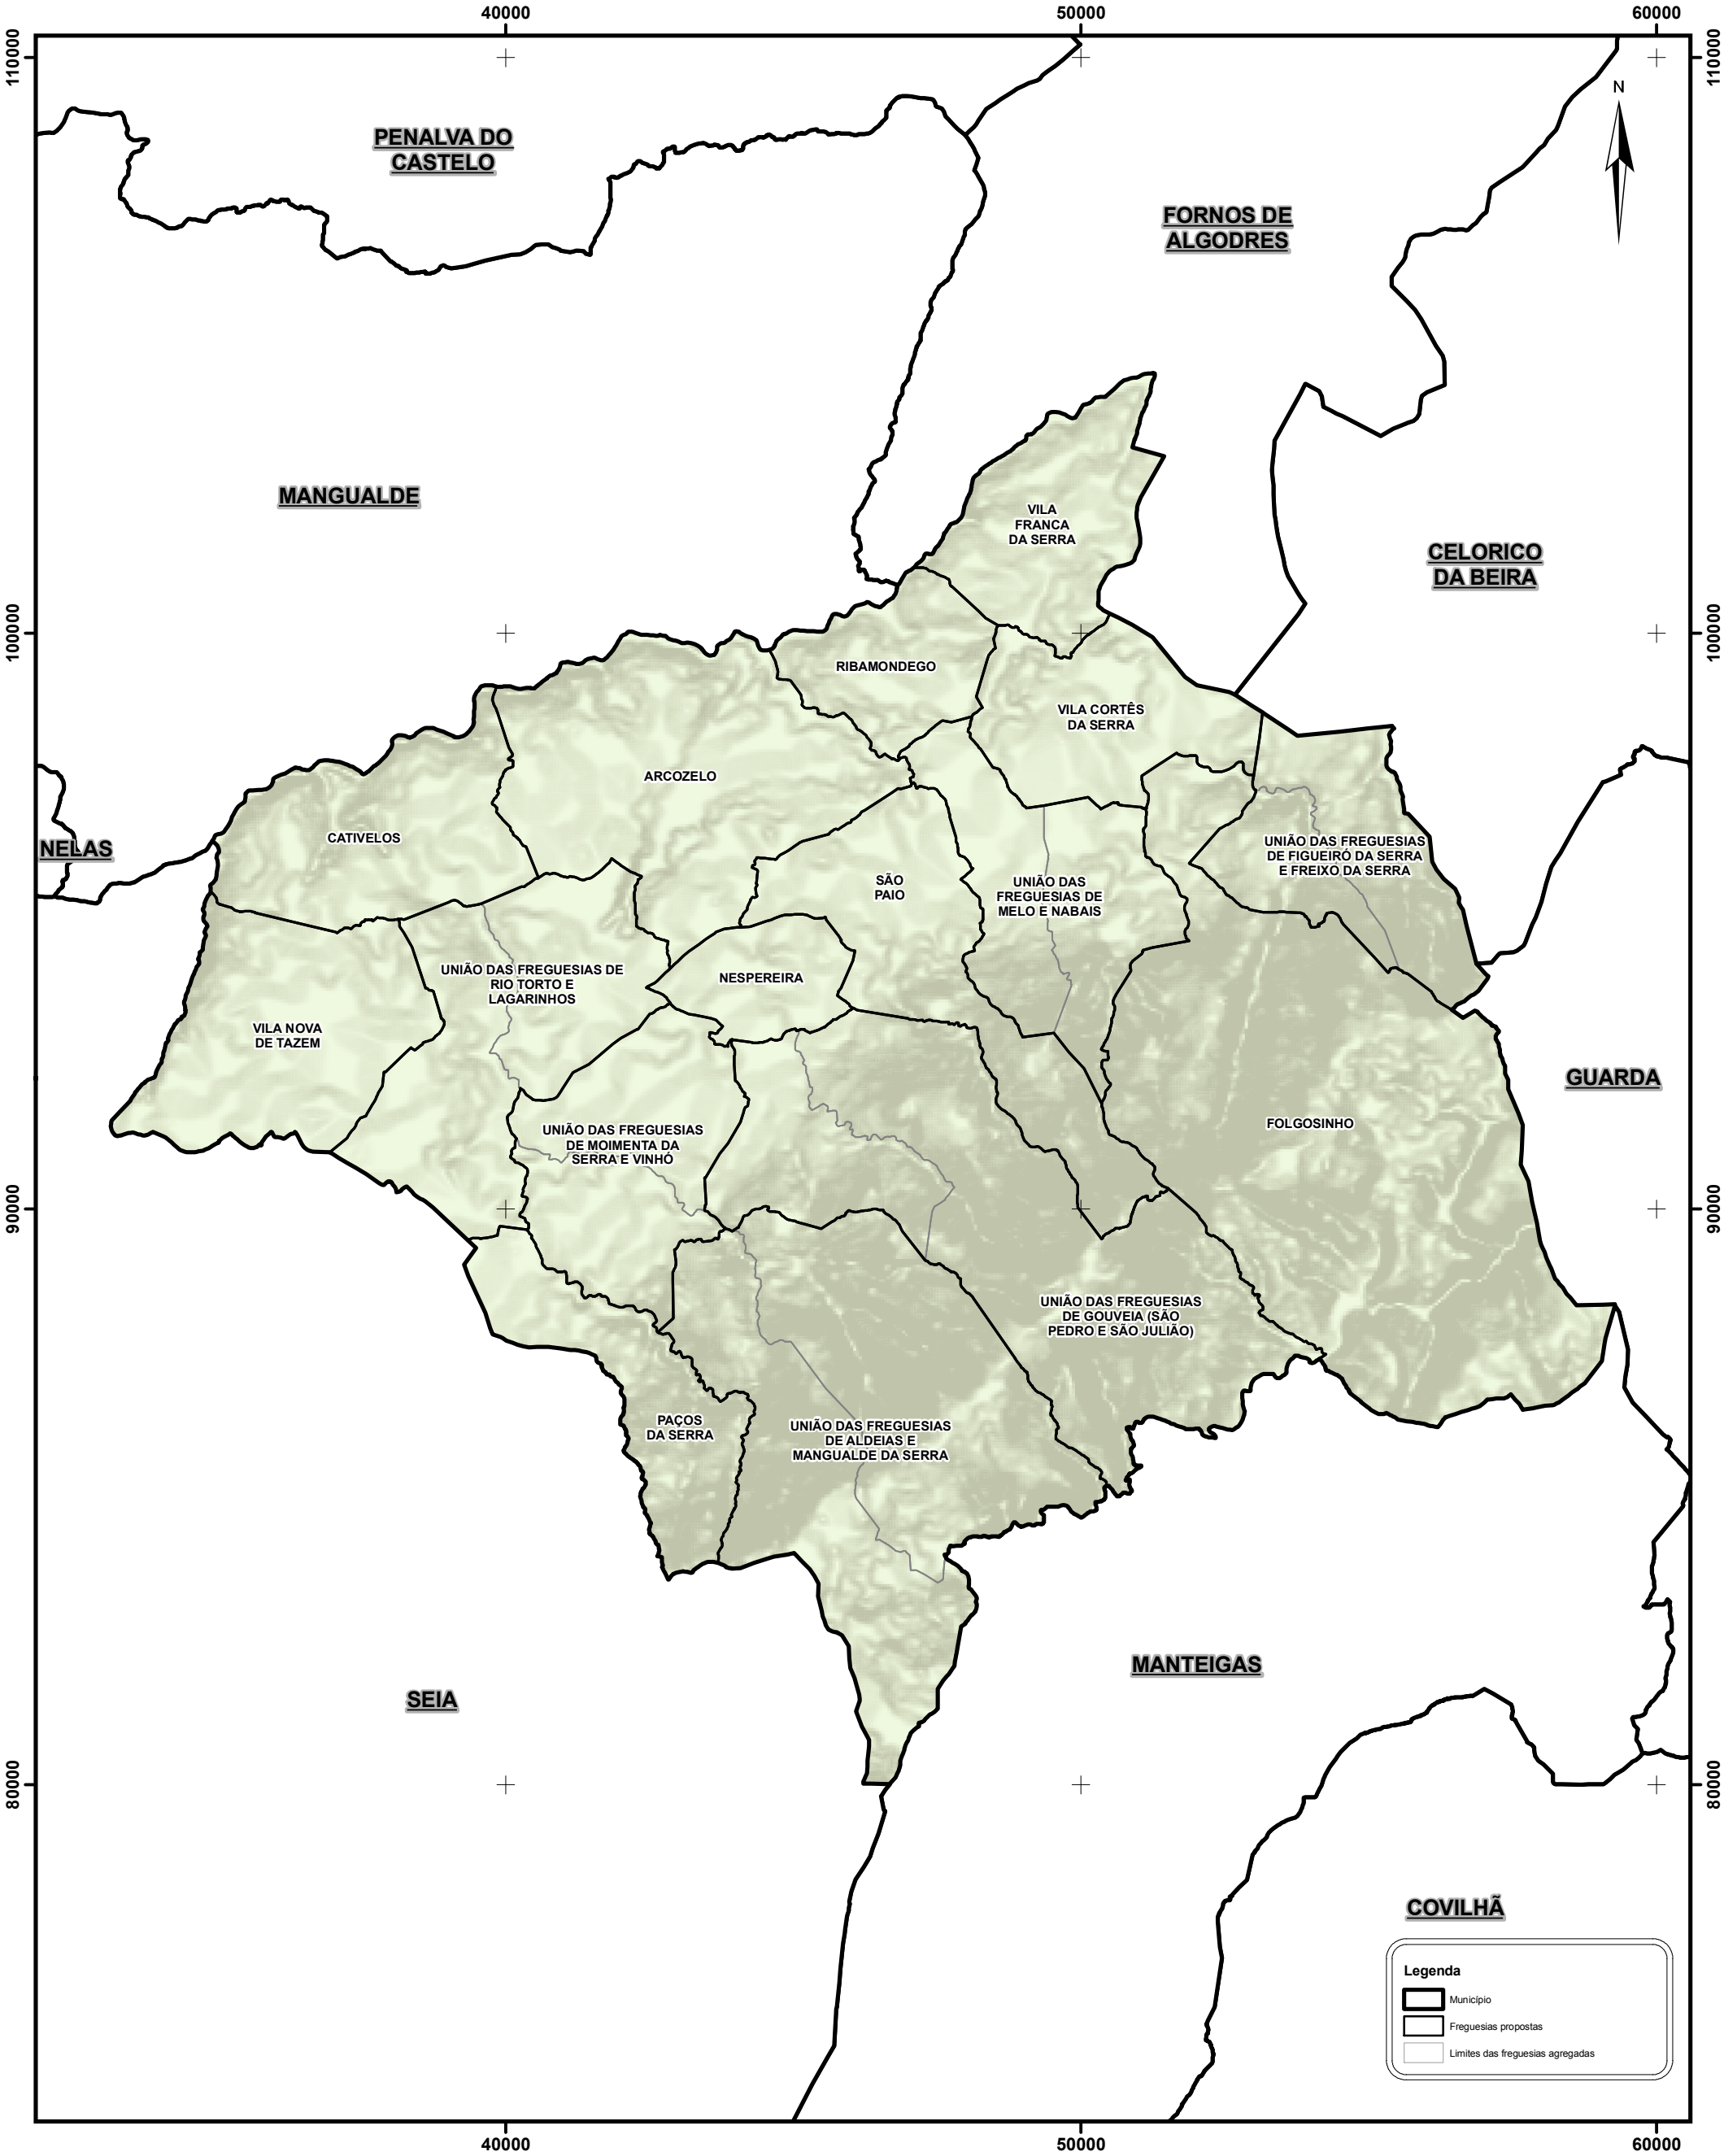 40000
50000
60000
110000
110000
N
PENALVA DO
CASTELO
FORNOS DE
ALGODRES
MANGUALDE
VILA
FRANCA
DA SERRA
CELORICO
DA BEIRA
100000
100000
RIBAMONDEGO
VILA CORTÊS
DA SERRA
ARCOZELO
CATIVELOS
NELAS
UNIÃO DAS FREGUESIAS
DE FIGUEIRÓ DA SERRA
E FREIXO DA SERRA
SÃO
PAIO
UNIÃO DAS
FREGUESIAS DE
MELO E NABAIS
UNIÃO DAS FREGUESIAS DE
RIO TORTO E
LAGARINHOS
NESPEREIRA
VILA NOVA
DE TAZEM
GUARDA
FOLGOSINHO
UNIÃO DAS FREGUESIAS
DE MOIMENTA DA
SERRA E VINHÓ
90000
90000
UNIÃO DAS FREGUESIAS
DE GOUVEIA (SÃO
PEDRO E SÃO JULIÃO)
PAÇOS
DA SERRA
UNIÃO DAS FREGUESIAS
DE ALDEIAS E
MANGUALDE DA SERRA
MANTEIGAS
SEIA
80000
80000
COVILHÃ
Legenda
Município
Freguesias propostas
Limites das freguesias agregadas
40000
50000
60000